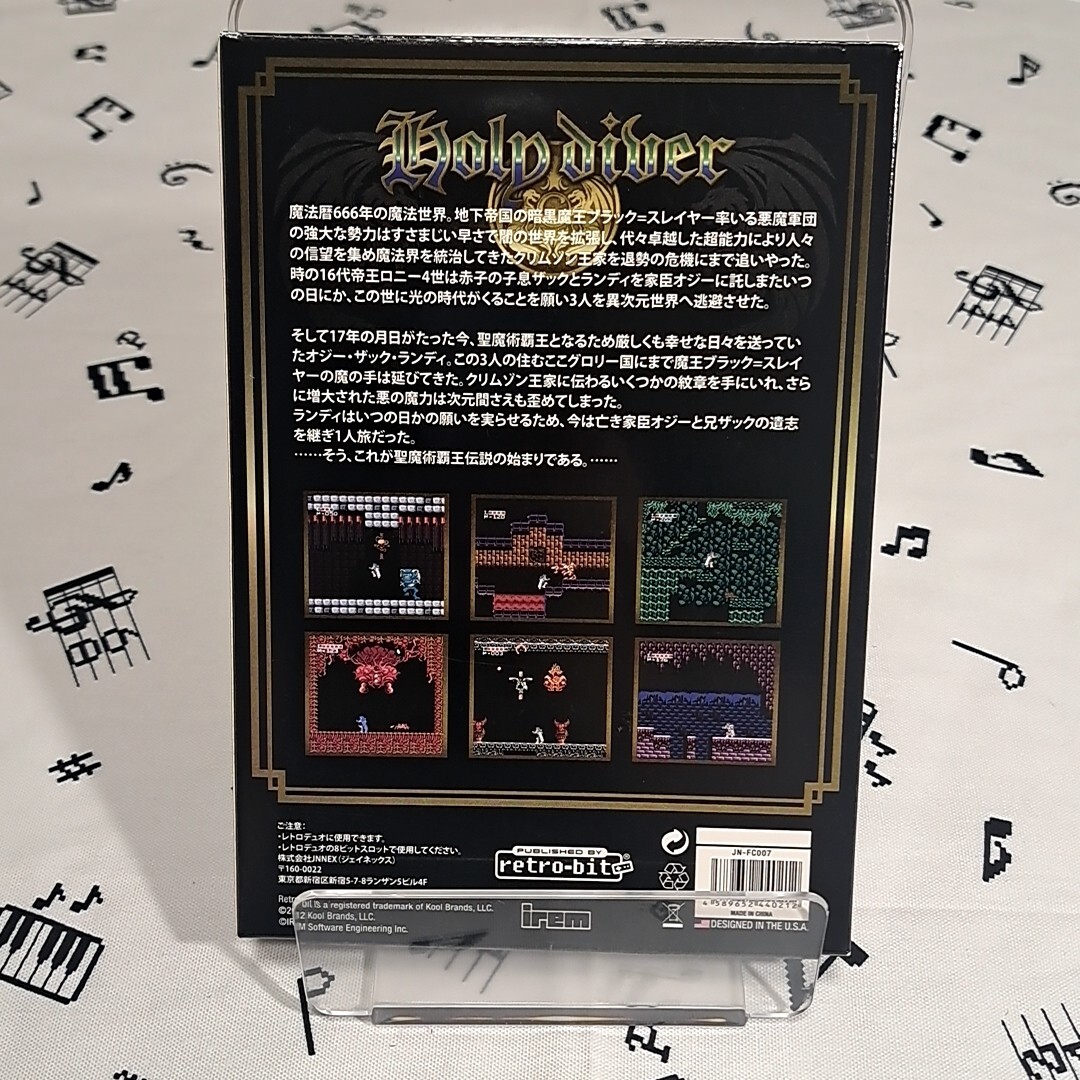 Holy diver
魔法暦666年の魔法世界。地下帝国の暗黒魔王ブラック=スレイヤー率いる悪魔軍団
の強大な勢力はすさまじい早さで闇の世界を拡張し、代々卓越した超能力により人々
の信望を集め魔法界を統治してきたクリムゾン王家を退勢の危機にまで追いやった。
時の16代帝王ロニー4世は赤子の子息ザックとランディを家臣オジーに託しまたいつ
の日にか、この世に光の時代がくることを願い3人を異次元世界へ逃避させた。
そして17年の月日がたった今、聖魔術覇王となるため厳しくも幸せな日々を送ってい
たオジー・ザック・ランディ。この3人の住むここグロリー国にまで魔王ブラック=スレイ
ヤーの魔の手は延びてきた。クリムゾン王家に伝わるいくつかの紋章を手にいれ、さら
に増大された悪の魔力は次元間さえも歪めてしまった。
ランディはいつの日かの願いを実らせるため、今は亡き家臣オジーと兄ザックの遺志
を継ぎ1人旅だった。
……そう、これが聖魔術覇王伝説の始まりである。……
ご注意:
・レトロデュオに使用できます。
・レトロデュオの8ビットスロットで使用してください。
株式会社JNNEX(ジェイネックス)
〒160-0022
東京都新宿区新宿5-7-8ランザン5ビル4F
Retro
bit is a registered trademark of Kool Brands, LLC.
Kool Brands, LLC.
Software Engineering Inc.
PUBLISHED BY
retro-bit®
irem
JN-FC007
4 589652 440212
MADE IN CHINA
DESIGNED IN THE U.S.A.